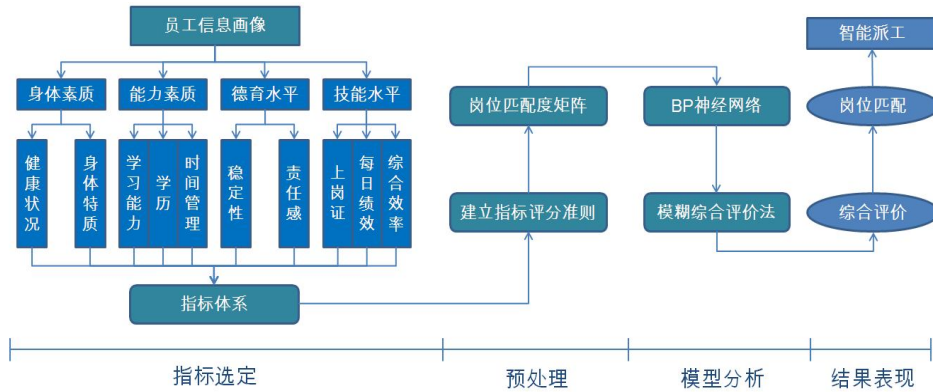 员工信息画像
智能派工
身体素质
能力素质
德育水平
技能水平
岗位匹配度矩阵
BP神经网络
岗位匹配
健康状况
身体特质
学习能力
学历
时间管理
稳定性
责任感
上岗证
每日绩效
综合效率
建立指标评分准则
模糊综合评价法
综合评价
指标体系
指标选定
预处理
模型分析
结果表现